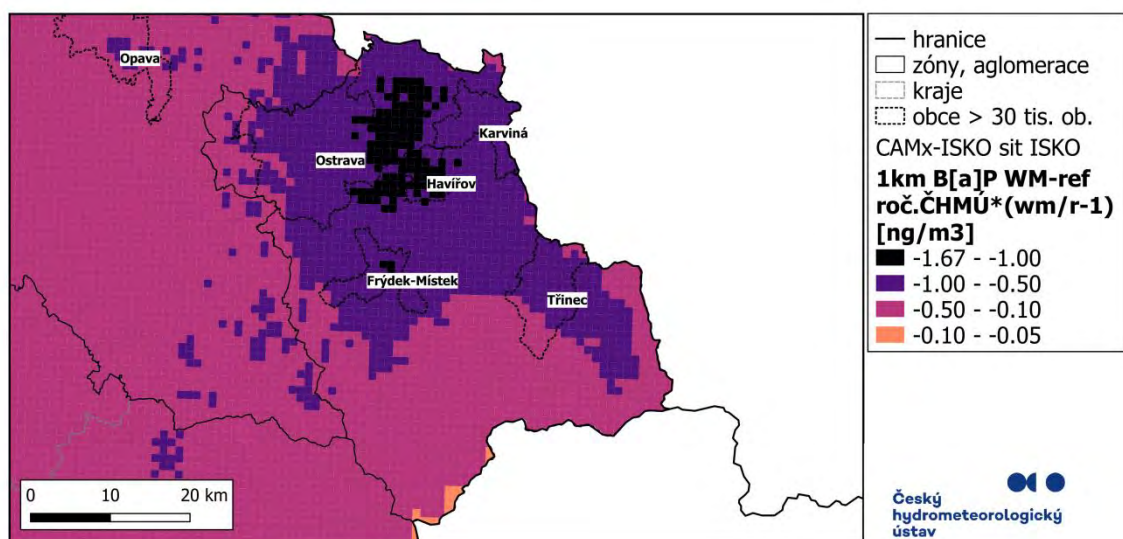 Opava
Karviná
Ostrava
Havířov
Frýdek-Místek
Třinec
0 10 20 km
hranice
zóny, aglomerace
kraje
obce > 30 tis. ob.
CAMx-ISKO sit ISKO
1km B[a]P WM-ref
roč.ČHMÚ*(wm/r-1)
[ng/m3]
-1.67 - -1.00
-1.00 - -0.50
-0.50 - -0.10
-0.10 - -0.05
Český
hydrometeorologický
ústav